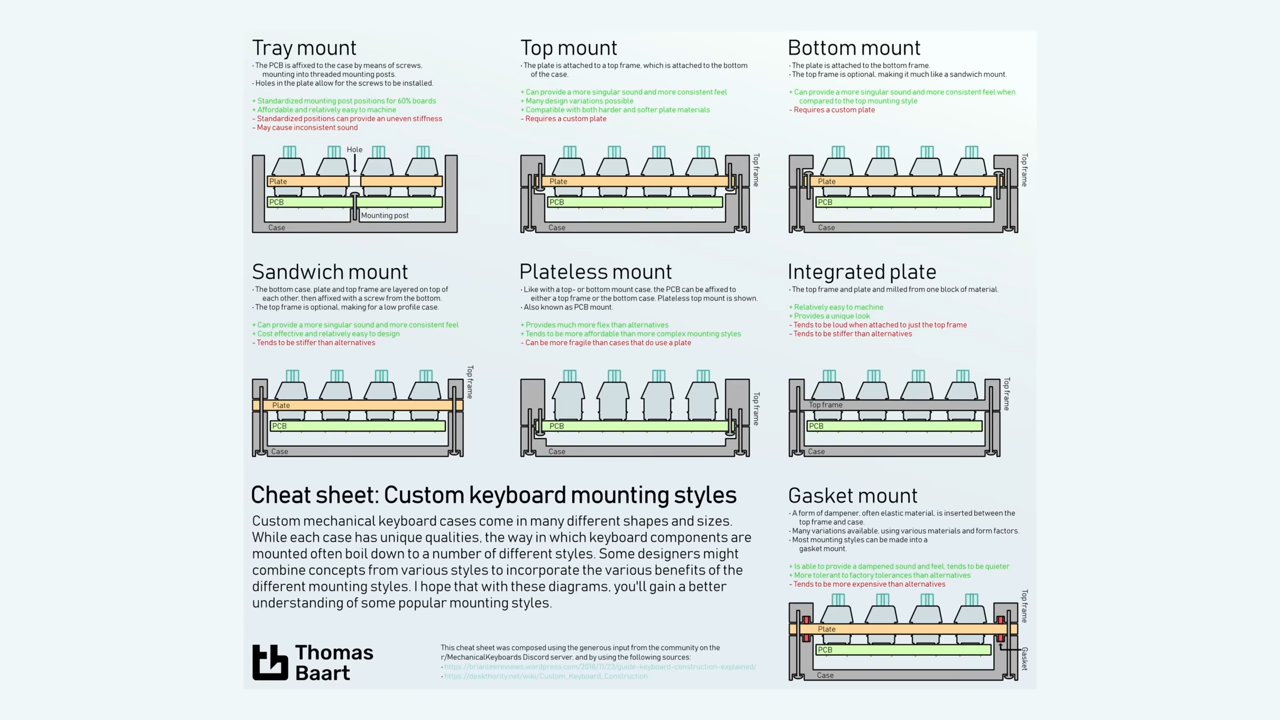 Tray mount
- The PCB is affixed to the case by means of screws,
mounting into threaded mounting posts.
- Holes in the plate allow for the screws to be installed.
+ Standardized mounting post positions for 60% boards
+ Affordable and relatively easy to machine
- Standardized positions can provide an uneven stiffness
- May cause inconsistent sound
Hole
Plate
PCB
Mounting post
Case
Top mount
- The plate is attached to a top frame, which is attached to the bottom
of the case.
+ Can provide a more singular sound and more consistent feel
+ Many design variations possible
+ Compatible with both harder and softer plate materials
- Requires a custom plate
Top frame
Plate
PCB
Case
Bottom mount
- The plate is attached to the bottom frame.
- The top frame is optional, making it much like a sandwich mount.
+ Can provide a more singular sound and more consistent feel when
compared to the top mounting style
- Requires a custom plate
Top frame
Plate
PCB
Case
Sandwich mount
- The bottom case, plate and top frame are layered on top of
each other, then affixed with a screw from the bottom.
- The top frame is optional, making for a low profile case.
+ Can provide a more singular sound and more consistent feel
+ Cost effective and relatively easy to design
- Tends to be stiffer than alternatives
Top frame
Plate
PCB
Case
Plateless mount
- Like with a top- or bottom mount case, the PCB can be affixed to
either a top frame or the bottom case. Plateless top mount is shown.
- Also known as PCB mount.
+ Provides much more flex than alternatives
+ Tends to be more affordable than more complex mounting styles
- Can be more fragile than cases that do use a plate
Top frame
PCB
Case
Integrated plate
- The top frame and plate and milled from one block of material.
+ Relatively easy to machine
+ Provides a unique look
- Tends to be loud when attached to just the top frame
- Tends to be stiffer than alternatives
Top frame
Top frame
PCB
Case
Cheat sheet: Custom keyboard mounting styles
Custom mechanical keyboard cases come in many different shapes and sizes.
While each case has unique qualities, the way in which keyboard components are
mounted often boil down to a number of different styles. Some designers might
combine concepts from various styles to incorporate the various benefits of the
different mounting styles. I hope that with these diagrams, you'll gain a better
understanding of some popular mounting styles.
Thomas
Baart
This cheat sheet was composed using the generous input from the community on the
r/MechanicalKeyboards Discord server, and by using the following sources:
Gasket mount
- A form of dampener, often elastic material, is inserted between the
top frame and case.
- Many variations available, using various materials and form factors.
- Most mounting styles can be made into a
gasket mount.
+ Is able to provide a dampened sound and feel, tends to be quieter
+ More tolerant to factory tolerances than alternatives
- Tends to be more expensive than alternatives
Top frame
Plate
PCB
Gasket
Case